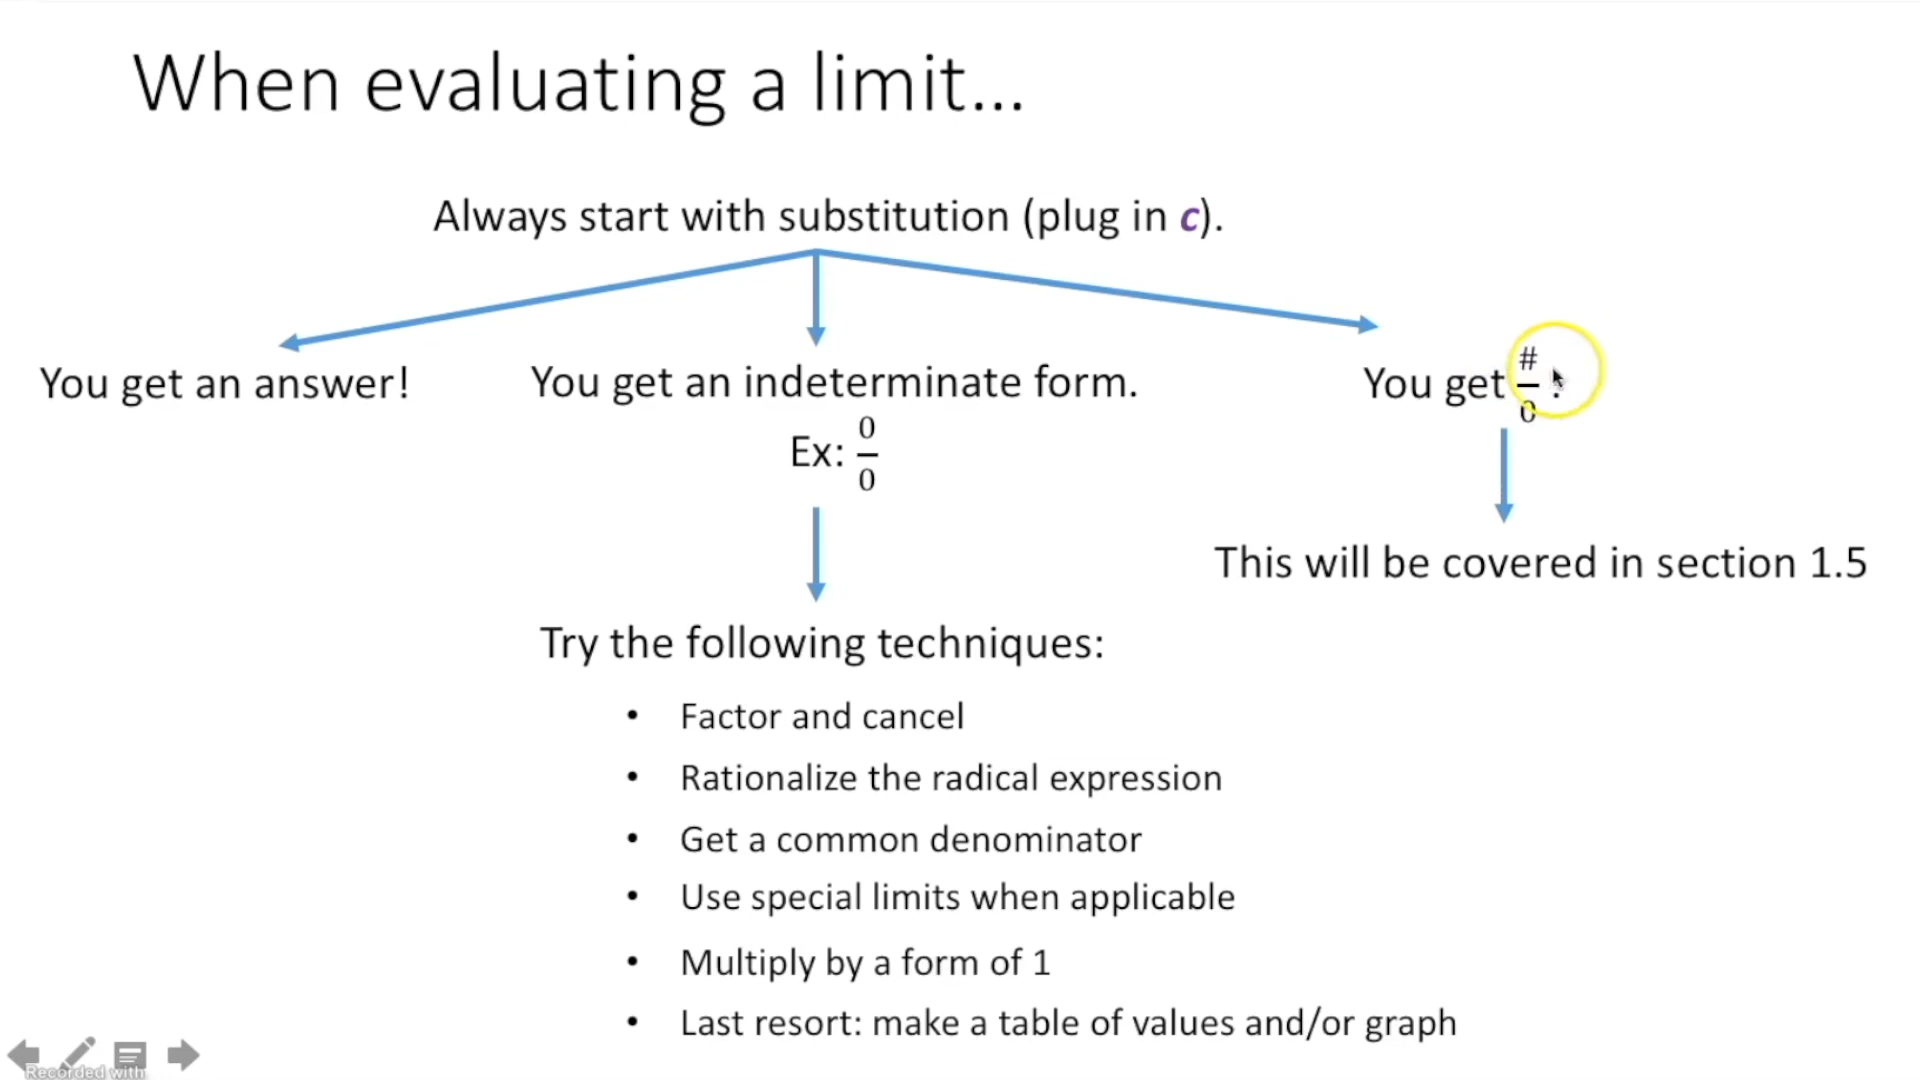 When evaluating a limit...
Always start with substitution (plug in c).
You get an answer!
You get an indeterminate form.
Ex: 0/0
You get #/0.
This will be covered in section 1.5
Try the following techniques:
• Factor and cancel
• Rationalize the radical expression
• Get a common denominator
• Use special limits when applicable
• Multiply by a form of 1
• Last resort: make a table of values and/or graph
Recorded with